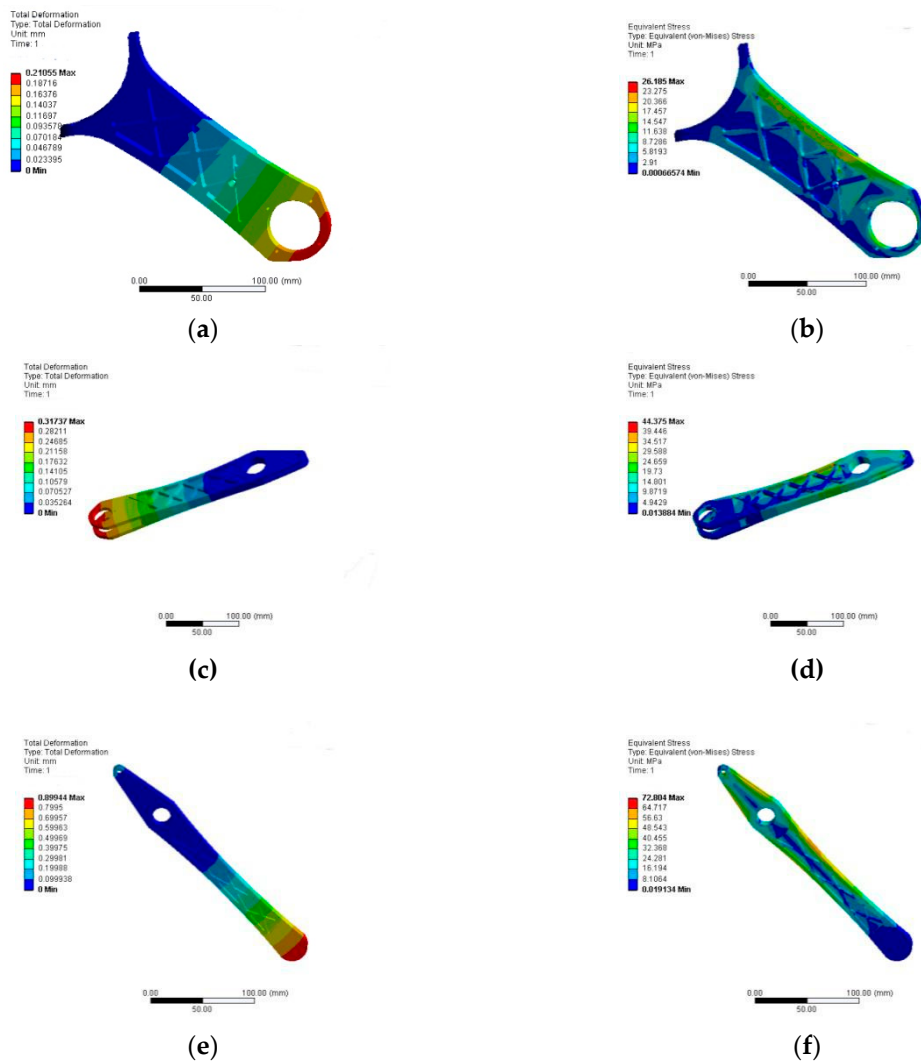 Total Deformation
Type: Total Deformation
Unit: mm
Time: 1
0.21055 Max
0.18716
0.16376
0.14037
0.11697
0.093578
0.070184
0.046789
0.023395
0 Min
0.00
100.00 (mm)
50.00
(a)
Equivalent Stress
Type: Equivalent (von-Mises) Stress
Unit: MPa
Time: 1
26.185 Max
23.275
20.366
17.457
14.547
11.638
8.7286
5.8193
2.91
0.00066574 Min
0.00
100.00 (mm)
50.00
(b)
Total Deformation
Type: Total Deformation
Unit: mm
Time: 1
0.31737 Max
0.28211
0.24685
0.21158
0.17632
0.14105
0.10579
0.070527
0.035264
0 Min
0.00
100.00 (mm)
50.00
(c)
Equivalent Stress
Type: Equivalent (von-Mises) Stress
Unit: MPa
Time: 1
44.375 Max
39.446
34.517
29.588
24.659
19.73
14.801
9.8719
4.9429
0.013884 Min
0.00
100.00 (mm)
50.00
(d)
Total Deformation
Type: Total Deformation
Unit: mm
Time: 1
0.89944 Max
0.7995
0.69957
0.59963
0.49969
0.39975
0.29981
0.19988
0.099938
0 Min
0.00
100.00 (mm)
50.00
(e)
Equivalent Stress
Type: Equivalent (von-Mises) Stress
Unit: MPa
Time: 1
72.804 Max
64.717
56.63
48.543
40.455
32.368
24.281
16.194
8.1064
0.019134 Min
0.00
100.00 (mm)
50.00
(f)